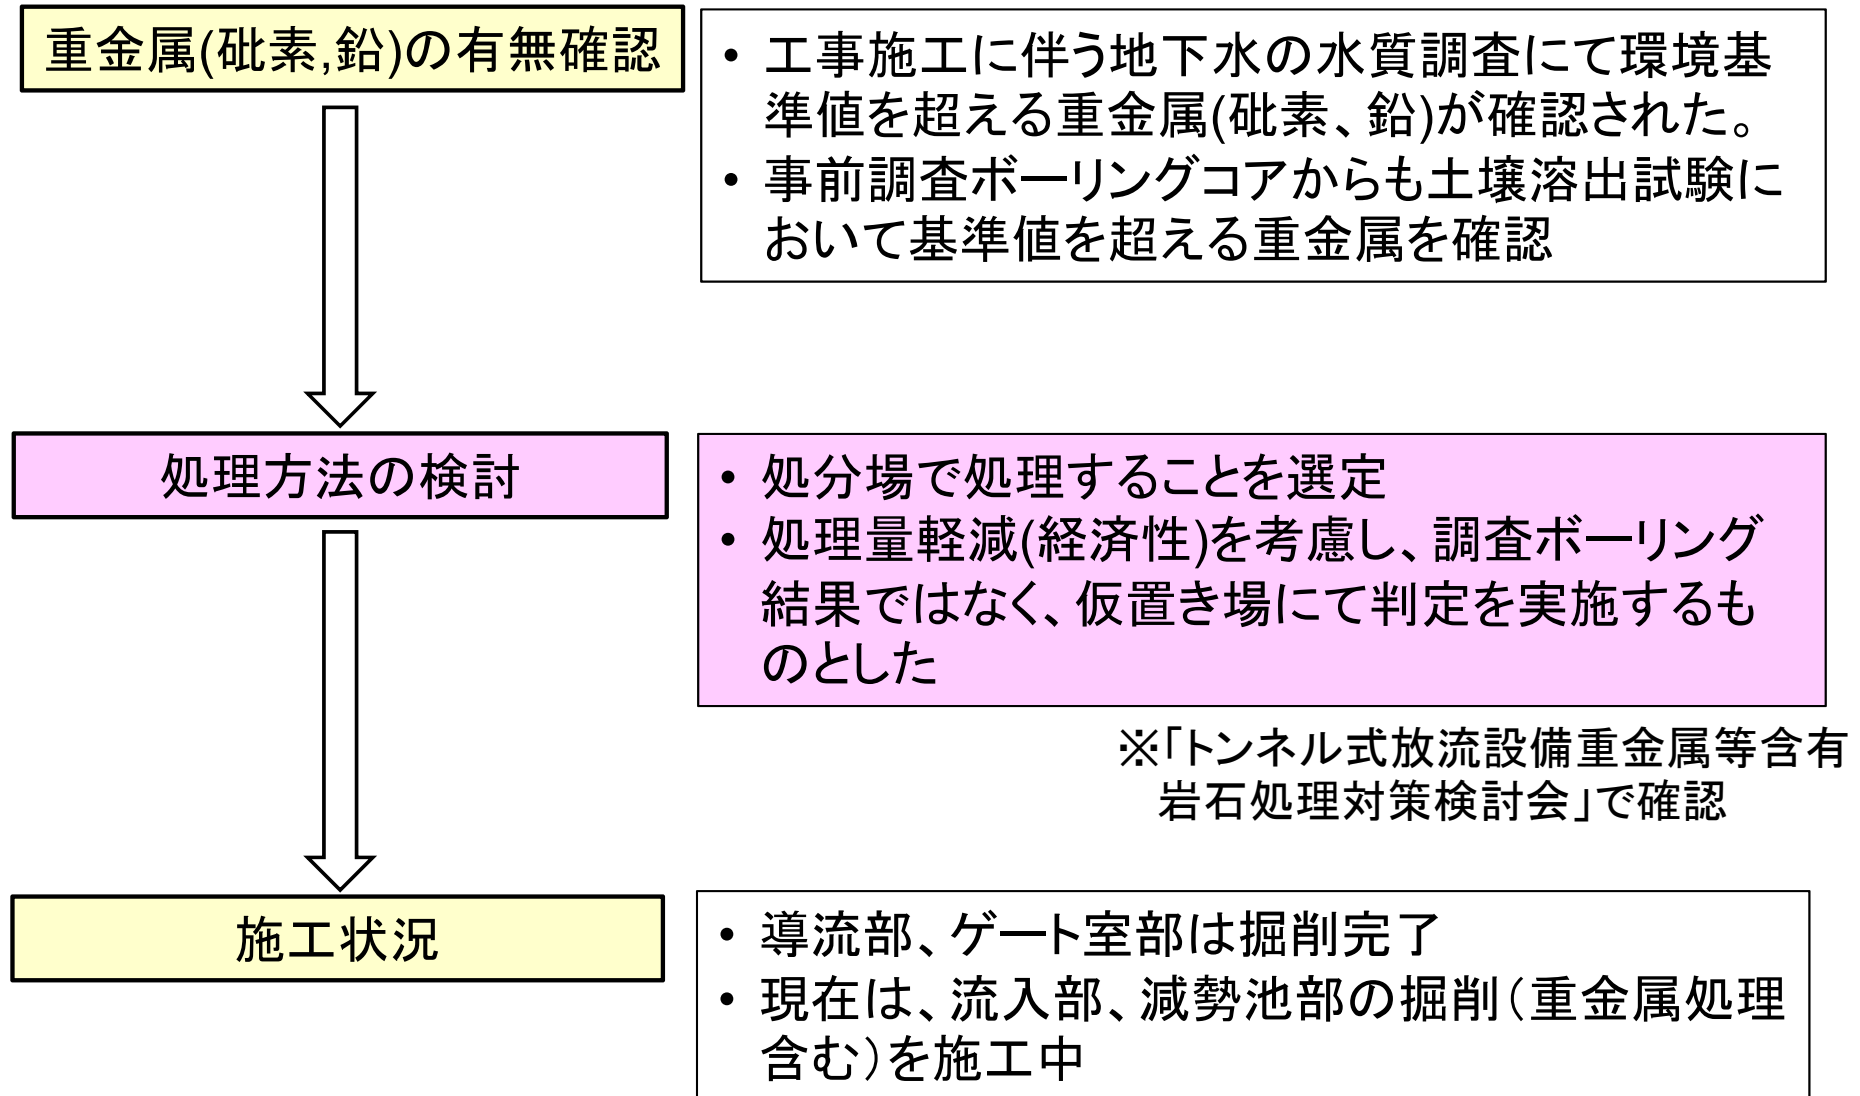 重金属(砒素,鉛)の有無確認
• 工事施工に伴う地下水の水質調査にて環境基
準値を超える重金属(砒素、鉛)が確認された。
• 事前調査ボーリングコアからも土壌溶出試験に
おいて基準値を超える重金属を確認
処理方法の検討
• 処分場で処理することを選定
• 処理量軽減(経済性)を考慮し、調査ボーリング
結果ではなく、仮置き場にて判定を実施するも
のとした
※「トンネル式放流設備重金属等含有
岩石処理対策検討会」で確認
施工状況
• 導流部、ゲート室部は掘削完了
• 現在は、流入部、減勢池部の掘削（重金属処理
含む）を施工中